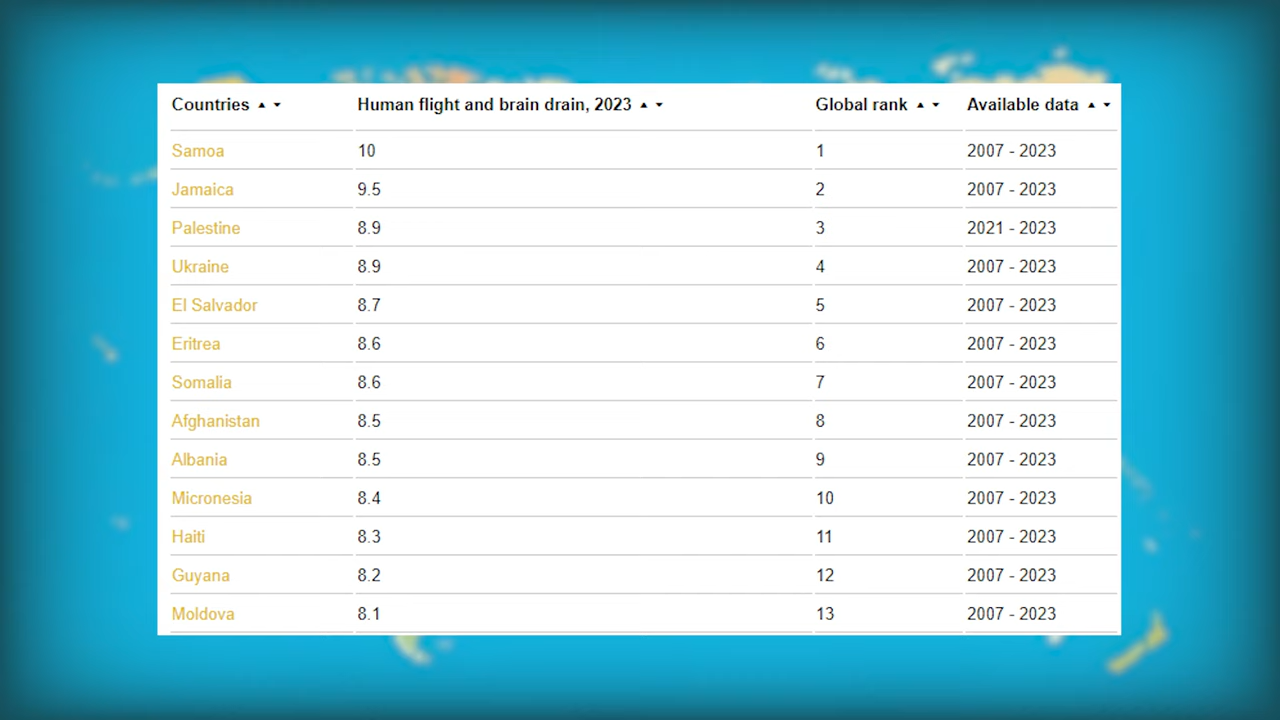 Countries ▲ ▼ Human flight and brain drain, 2023 ▲ ▼ Global rank ▲ ▼ Available data ▲ ▼
Samoa 10 1 2007 - 2023
Jamaica 9.5 2 2007 - 2023
Palestine 8.9 3 2021 - 2023
Ukraine 8.9 4 2007 - 2023
El Salvador 8.7 5 2007 - 2023
Eritrea 8.6 6 2007 - 2023
Somalia 8.6 7 2007 - 2023
Afghanistan 8.5 8 2007 - 2023
Albania 8.5 9 2007 - 2023
Micronesia 8.4 10 2007 - 2023
Haiti 8.3 11 2007 - 2023
Guyana 8.2 12 2007 - 2023
Moldova 8.1 13 2007 - 2023